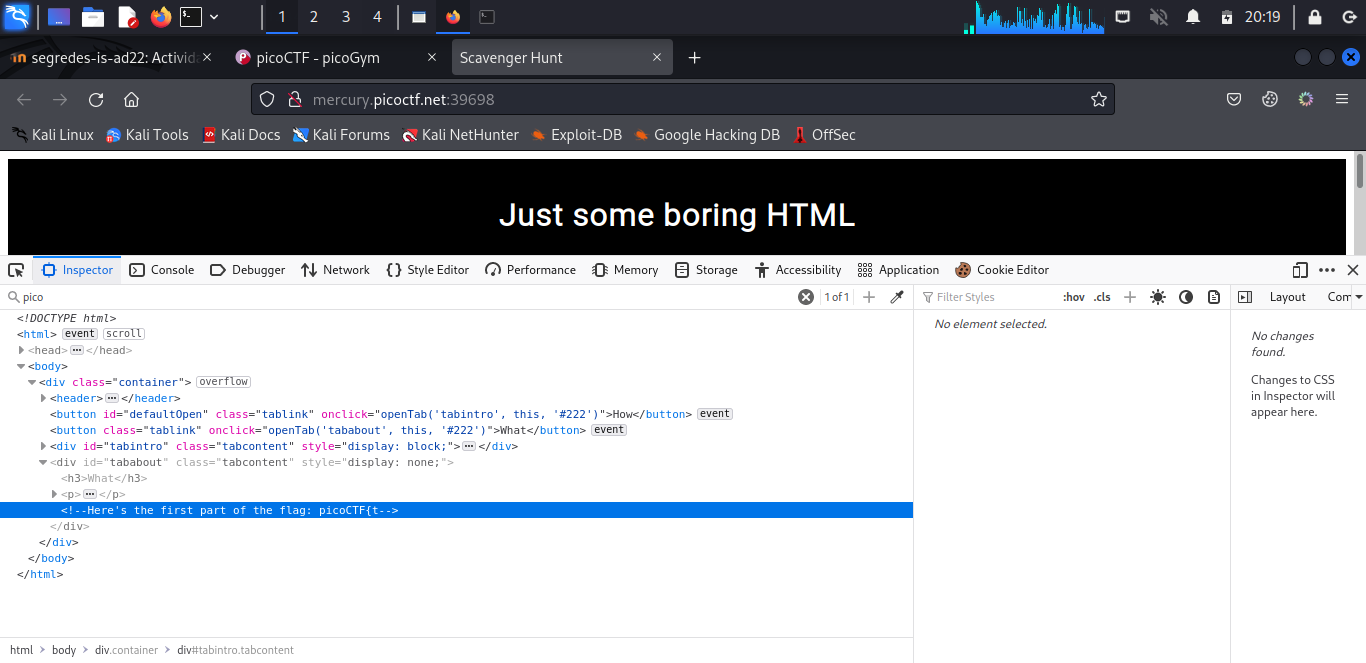 1 2 3 4 20:19
segredes-is-ad22: Activida picoCTF - picoGym Scavenger Hunt
mercury.picoctf.net:39698
Kali Linux Kali Tools Kali Docs Kali Forums Kali NetHunter Exploit-DB Google Hacking DB OffSec
Just some boring HTML
Inspector Console Debugger Network Style Editor Performance Memory Storage Accessibility Application Cookie Editor
pico 1 of 1 Filter Styles :hov .cls Layout Com
<!DOCTYPE html>
<html> event scroll
<head> </head>
<body>
<div class="container"> overflow
<header> </header>
<button id="defaultOpen" class="tablink" onclick="openTab('tabintro', this, '#222')">How</button> event
<button class="tablink" onclick="openTab('tababout', this, '#222')">What</button> event
<div id="tabintro" class="tabcontent" style="display: block;"> </div>
<div id="tababout" class="tabcontent" style="display: none;">
<h3>What</h3>
<p> </p>
<!--Here's the first part of the flag: picoCTF{t-->
</div>
</div>
</body>
</html>
html > body > div.container > div#tabintro.tabcontent
No element selected.
No changes
found.
Changes to CSS
in Inspector will
appear here.